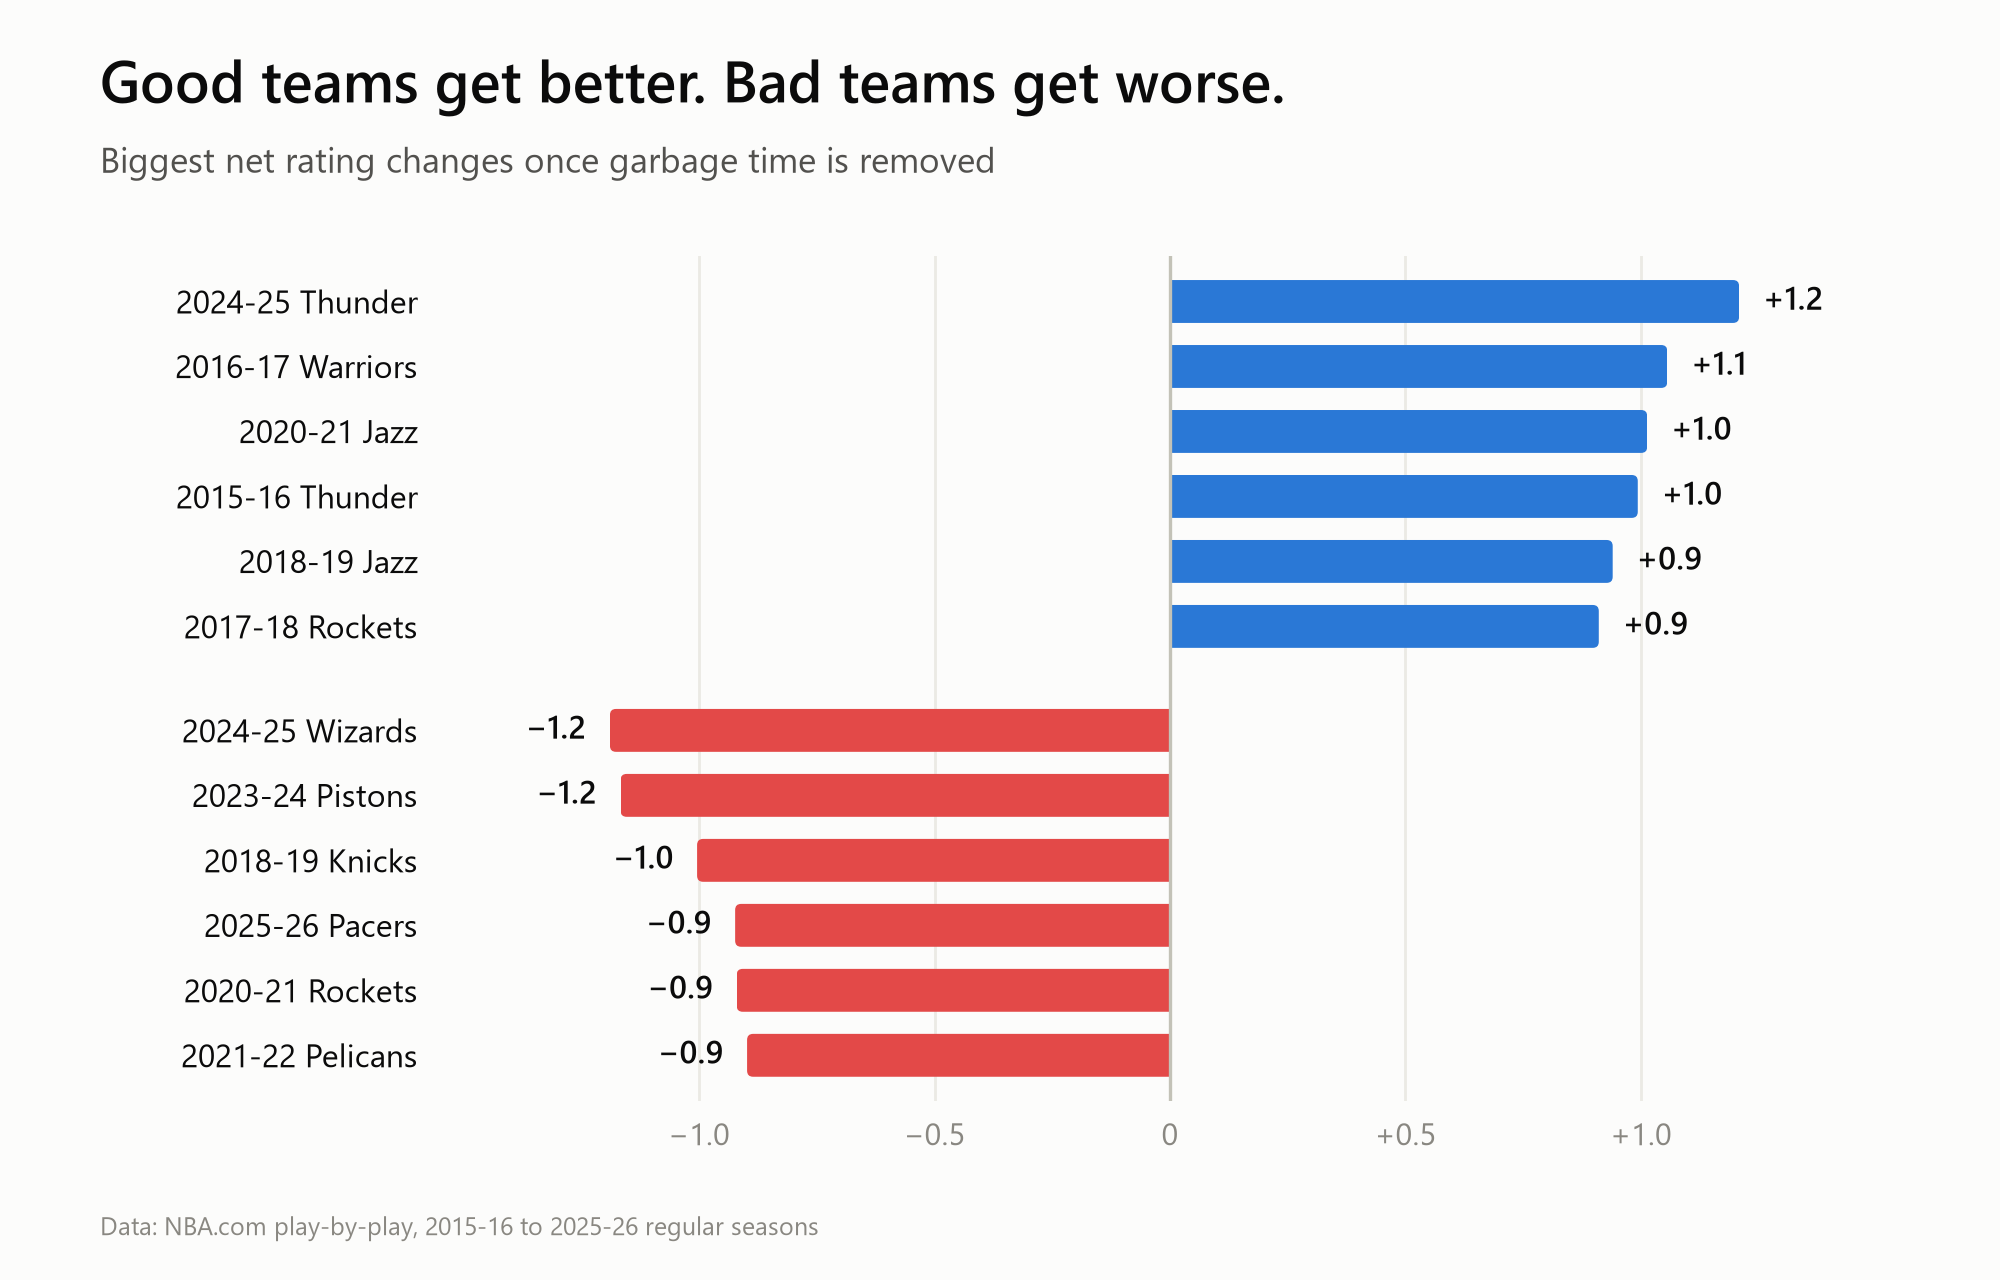 Good teams get better. Bad teams get worse.
Biggest net rating changes once garbage time is removed
2024-25 Thunder +1.2
2016-17 Warriors +1.1
2020-21 Jazz +1.0
2015-16 Thunder +1.0
2018-19 Jazz +0.9
2017-18 Rockets +0.9
2024-25 Wizards −1.2
2023-24 Pistons −1.2
2018-19 Knicks −1.0
2025-26 Pacers −0.9
2020-21 Rockets −0.9
2021-22 Pelicans −0.9
−1.0 −0.5 0 +0.5 +1.0
Data: NBA.com play-by-play, 2015-16 to 2025-26 regular seasons